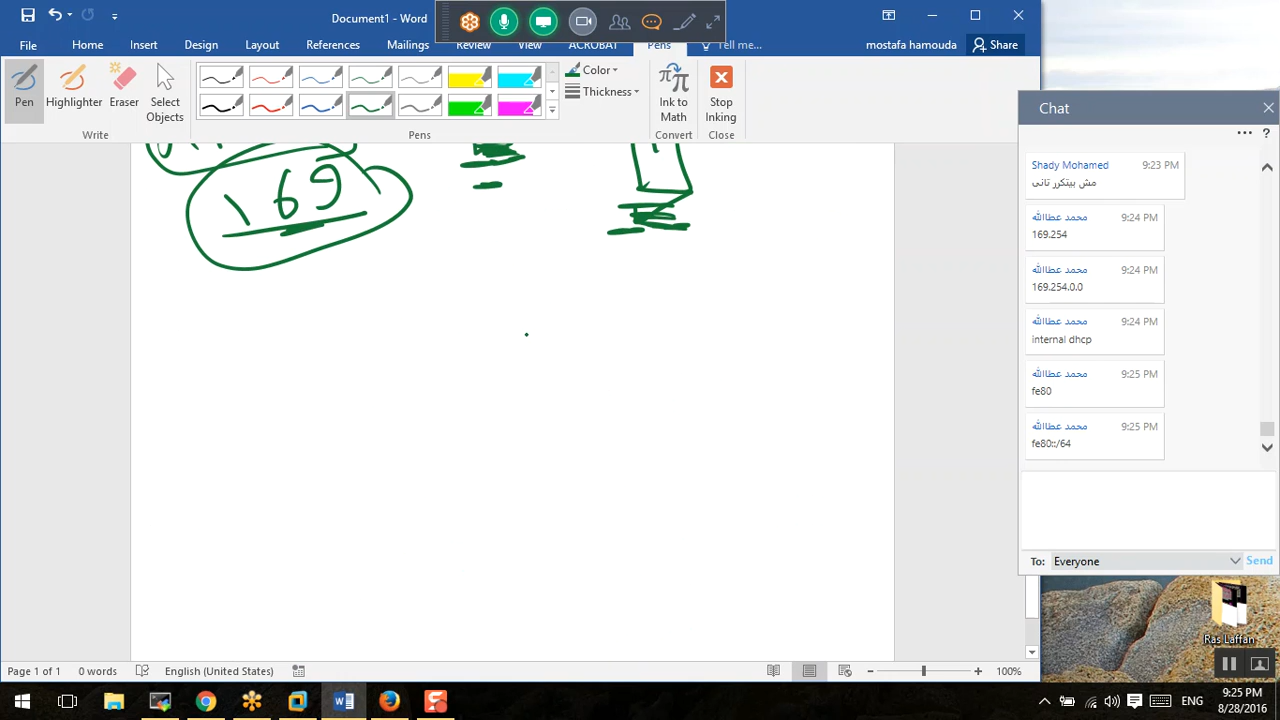 Document1 - Word
File
Home
Insert
Design
Layout
References
Mailings
Review
View
ACROBAT
Pens
Tell me...
mostafa hamouda
Share
Pen
Highlighter
Eraser
Select
Objects
Color
Thickness
Ink to
Math
Stop
Inking
Write
Pens
Convert
Close
169
Chat
Shady Mohamed 9:23 PM
مش بيتكرر تانى
محمد عطاالله 9:24 PM
169.254
محمد عطاالله 9:24 PM
169.254.0.0
محمد عطاالله 9:24 PM
internal dhcp
محمد عطاالله 9:25 PM
fe80
محمد عطاالله 9:25 PM
fe80::/64
To: Everyone Send
Ras Laffan
Page 1 of 1 0 words English (United States) 100%
ENG 9:25 PM
8/28/2016